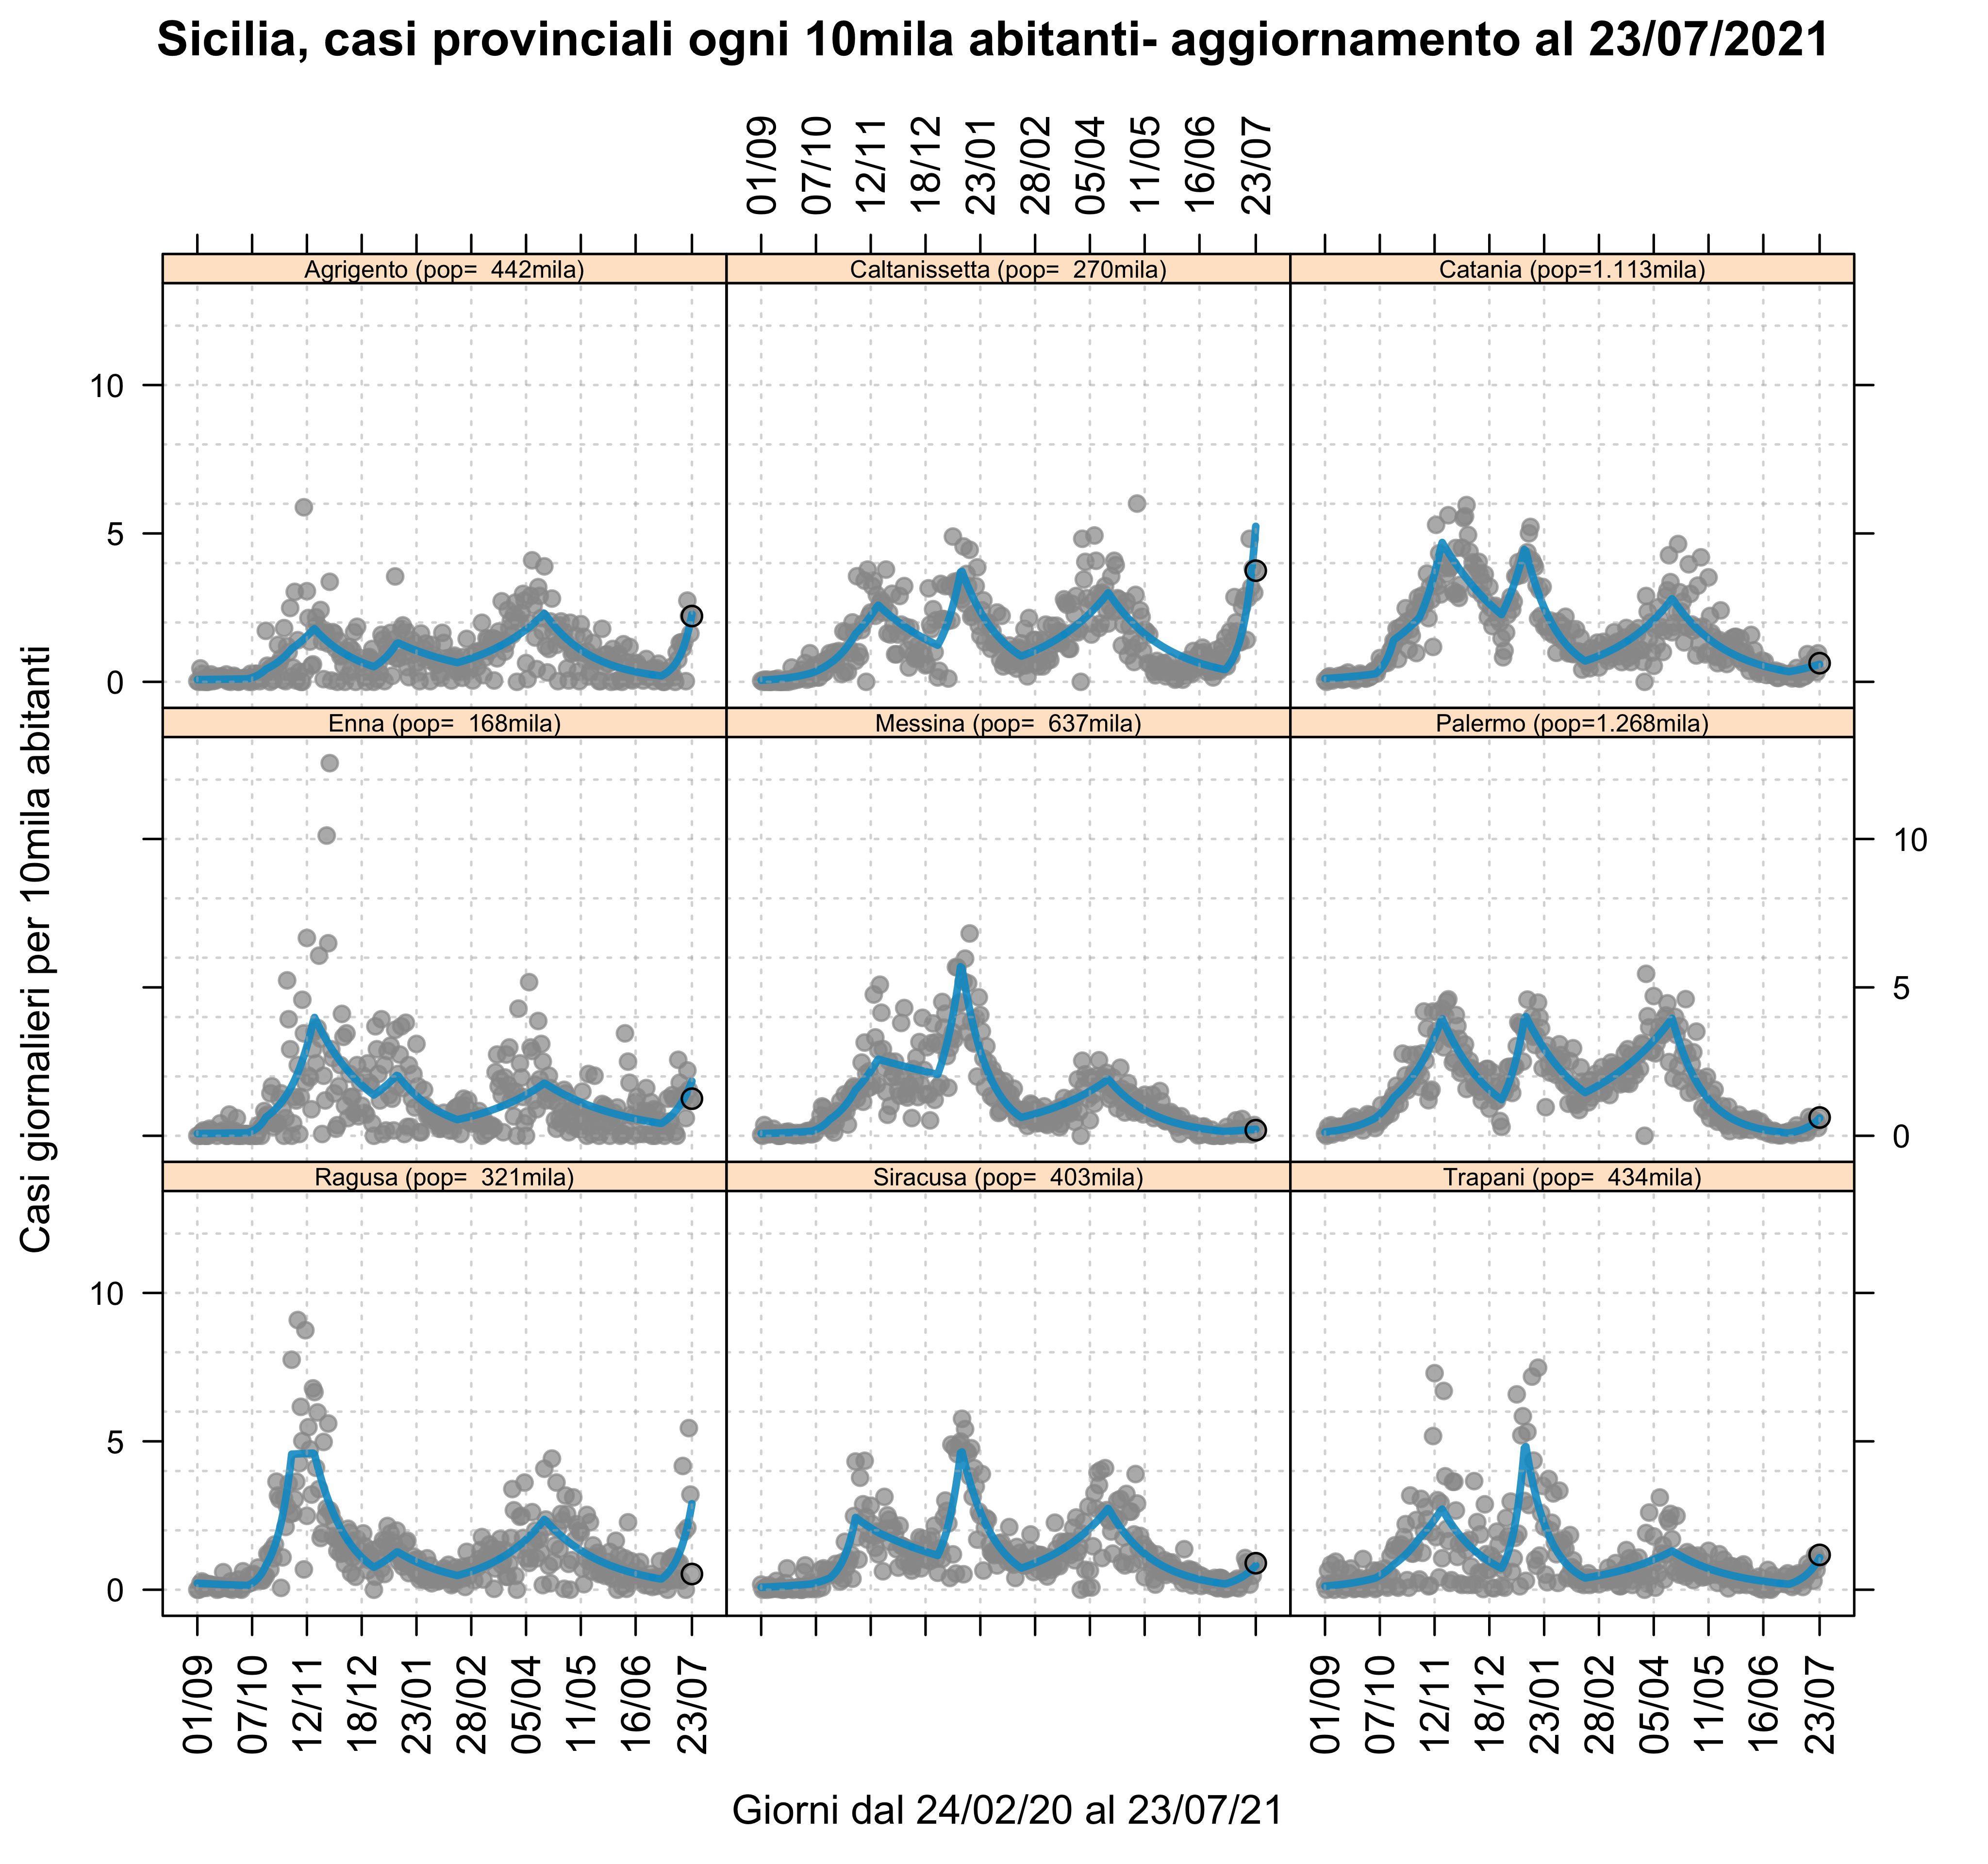 Sicilia, casi provinciali ogni 10mila abitanti- aggiornamento al 23/07/2021
01/09 07/10 12/11 18/12 23/01 28/02 05/04 11/05 16/06 23/07
Agrigento (pop= 442mila) Caltanissetta (pop= 270mila) Catania (pop=1.113mila)
10
5
0
Enna (pop= 168mila) Messina (pop= 637mila) Palermo (pop=1.268mila)
10
5
0
Ragusa (pop= 321mila) Siracusa (pop= 403mila) Trapani (pop= 434mila)
10
5
0
Casi giornalieri per 10mila abitanti
01/09 07/10 12/11 18/12 23/01 28/02 05/04 11/05 16/06 23/07 01/09 07/10 12/11 18/12 23/01 28/02 05/04 11/05 16/06 23/07
Giorni dal 24/02/20 al 23/07/21